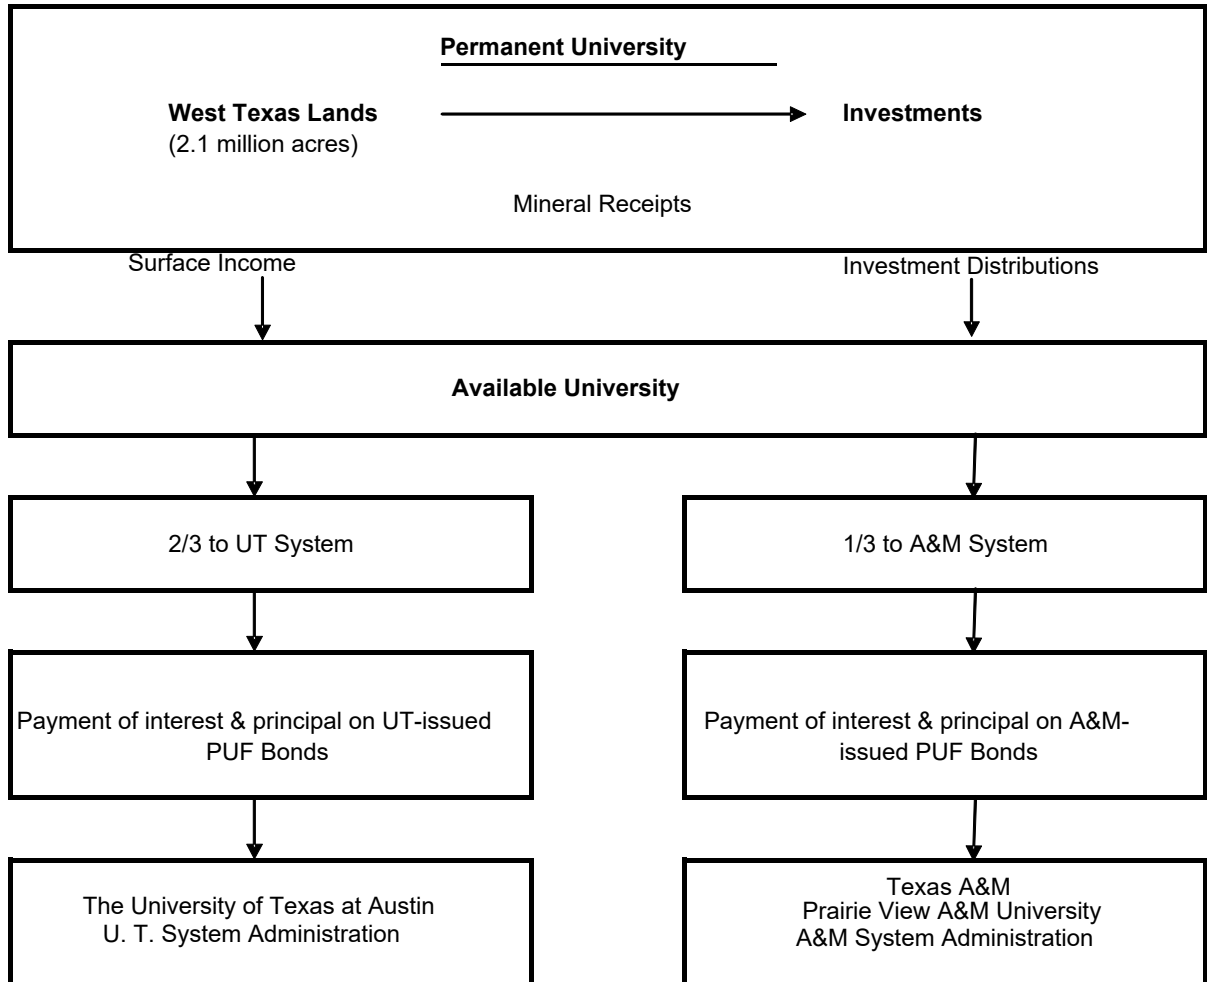 Permanent University
West Texas Lands
(2.1 million acres)
Investments
Mineral Receipts
Surface Income
Investment Distributions
Available University
2/3 to UT System
1/3 to A&M System
Payment of interest & principal on UT-issued
PUF Bonds
Payment of interest & principal on A&M-
issued PUF Bonds
The University of Texas at Austin
U. T. System Administration
Texas A&M
Prairie View A&M University
A&M System Administration